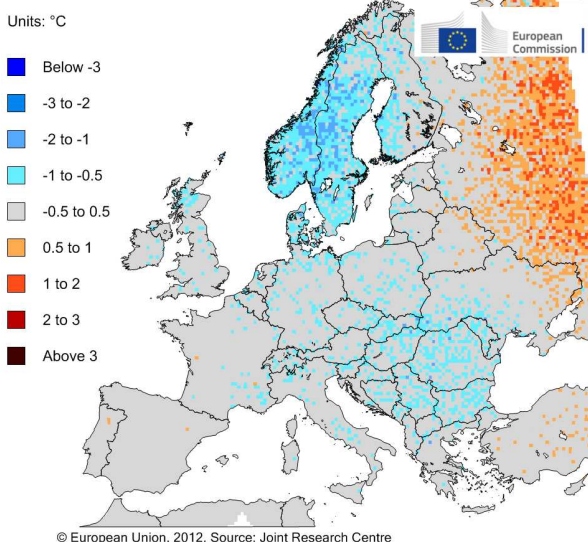 Units: °C
European
Commission
Below -3
-3 to -2
-2 to -1
-1 to -0.5
-0.5 to 0.5
0.5 to 1
1 to 2
2 to 3
Above 3
© European Union, 2012. Source: Joint Research Centre